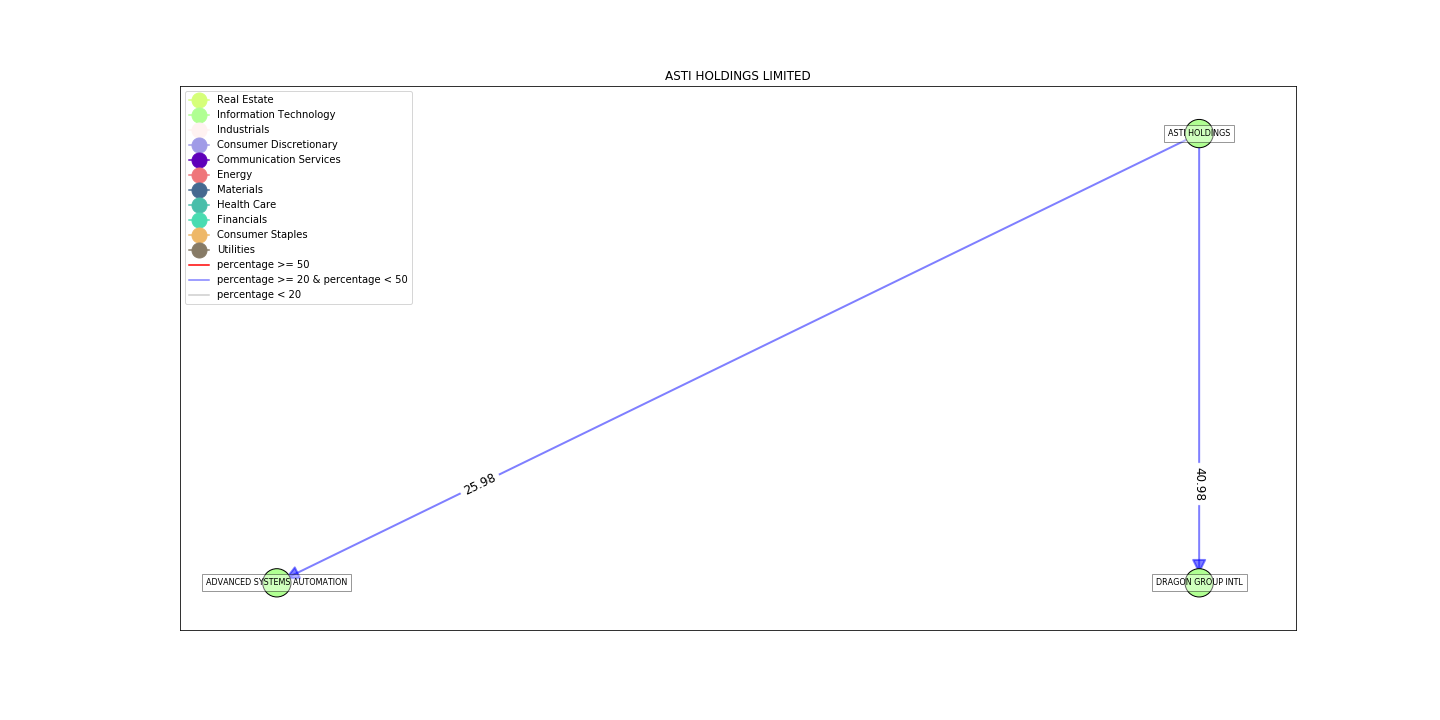 ASTI HOLDINGS LIMITED
Real Estate
Information Technology
Industrials
Consumer Discretionary
Communication Services
Energy
Materials
Health Care
Financials
Consumer Staples
Utilities
percentage >= 50
percentage >= 20 & percentage < 50
percentage < 20
ASTI HOLDINGS
25.98
40.98
ADVANCED SYSTEMS AUTOMATION
DRAGON GROUP INTL